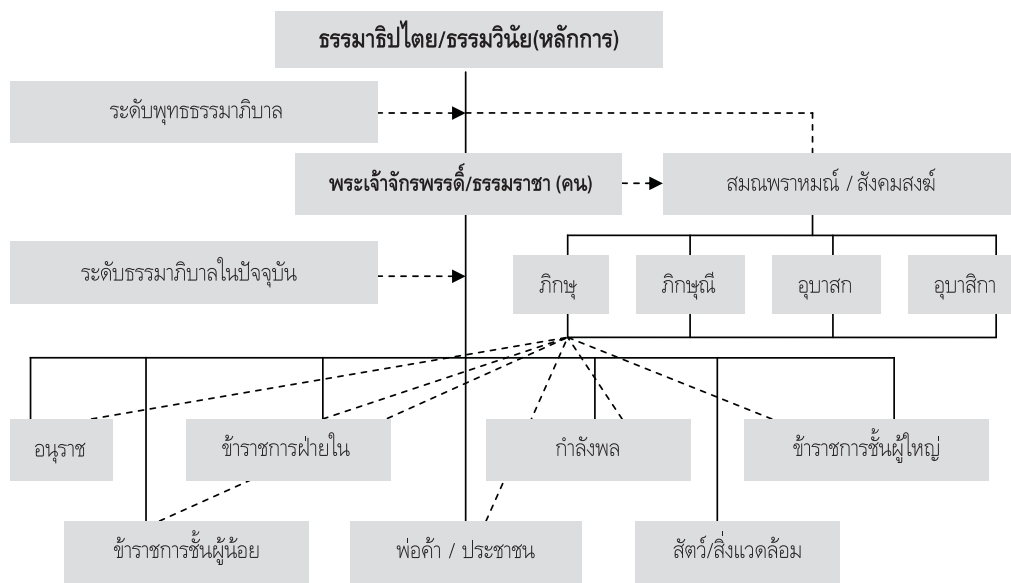 ธรรมาธิปไตย/ธรรมวินัย(หลักการ)
ระดับพุทธธรรมาภิบาล
พระเจ้าจักรพรรดิ์/ธรรมราชา (คน)
สมณพราหมณ์ / สังคมสงฆ์
ระดับธรรมาภิบาลในปัจจุบัน
ภิกษุ
ภิกษุณี
อุบาสก
อุบาสิกา
อนุราช
ข้าราชการฝ่ายใน
กำลังพล
ข้าราชการชั้นผู้ใหญ่
ข้าราชการชั้นผู้น้อย
พ่อค้า / ประชาชน
สัตว์/สิ่งแวดล้อม